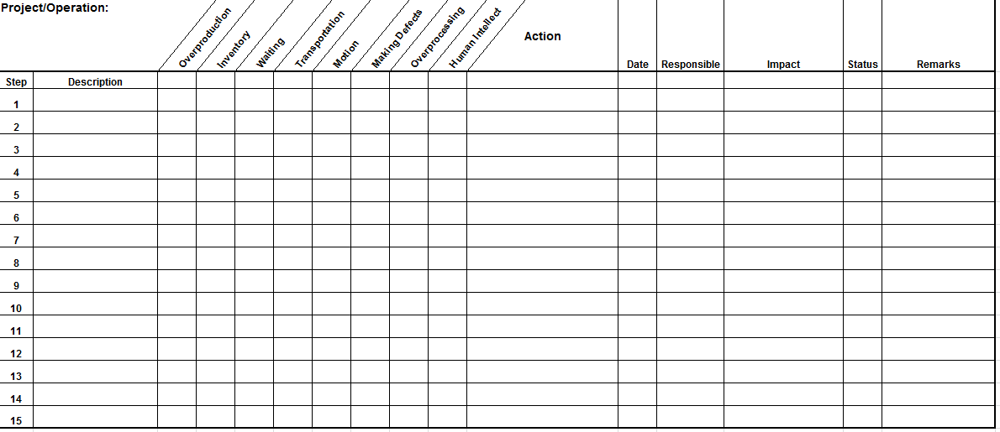 Project/Operation:
Overproduction
Inventory
Waiting
Transportation
Motion
Making Defects
Overprocessing
Human Intellect
Action
Date Responsible Impact Status Remarks
Step Description
1
2
3
4
5
6
7
8
9
10
11
12
13
14
15